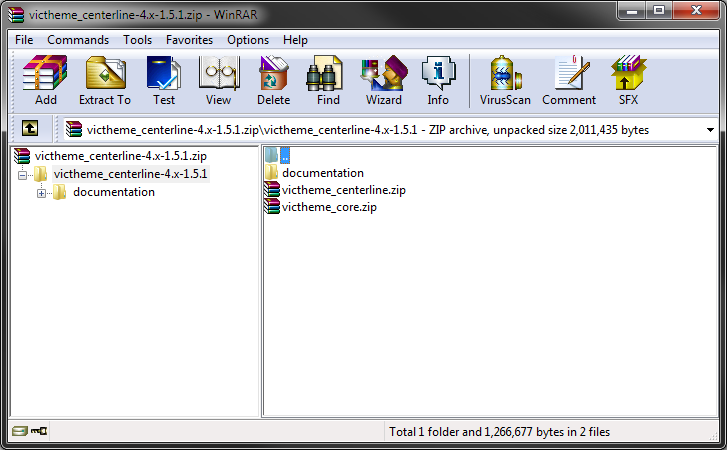 victheme_centerline-4.x-1.5.1.zip - WinRAR
File Commands Tools Favorites Options Help
Add Extract To Test View Delete Find Wizard Info VirusScan Comment SFX
victheme_centerline-4.x-1.5.1.zip\victheme_centerline-4.x-1.5.1 - ZIP archive, unpacked size 2,011,435 bytes
victheme_centerline-4.x-1.5.1.zip
victheme_centerline-4.x-1.5.1
documentation
..
documentation
victheme_centerline.zip
victheme_core.zip
Total 1 folder and 1,266,677 bytes in 2 files